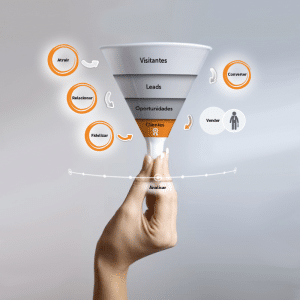 Atrair
Visitantes
Converter
Leads
Relacionar
Oportunidades
Vender
Clientes
Fidelizar
Analisar